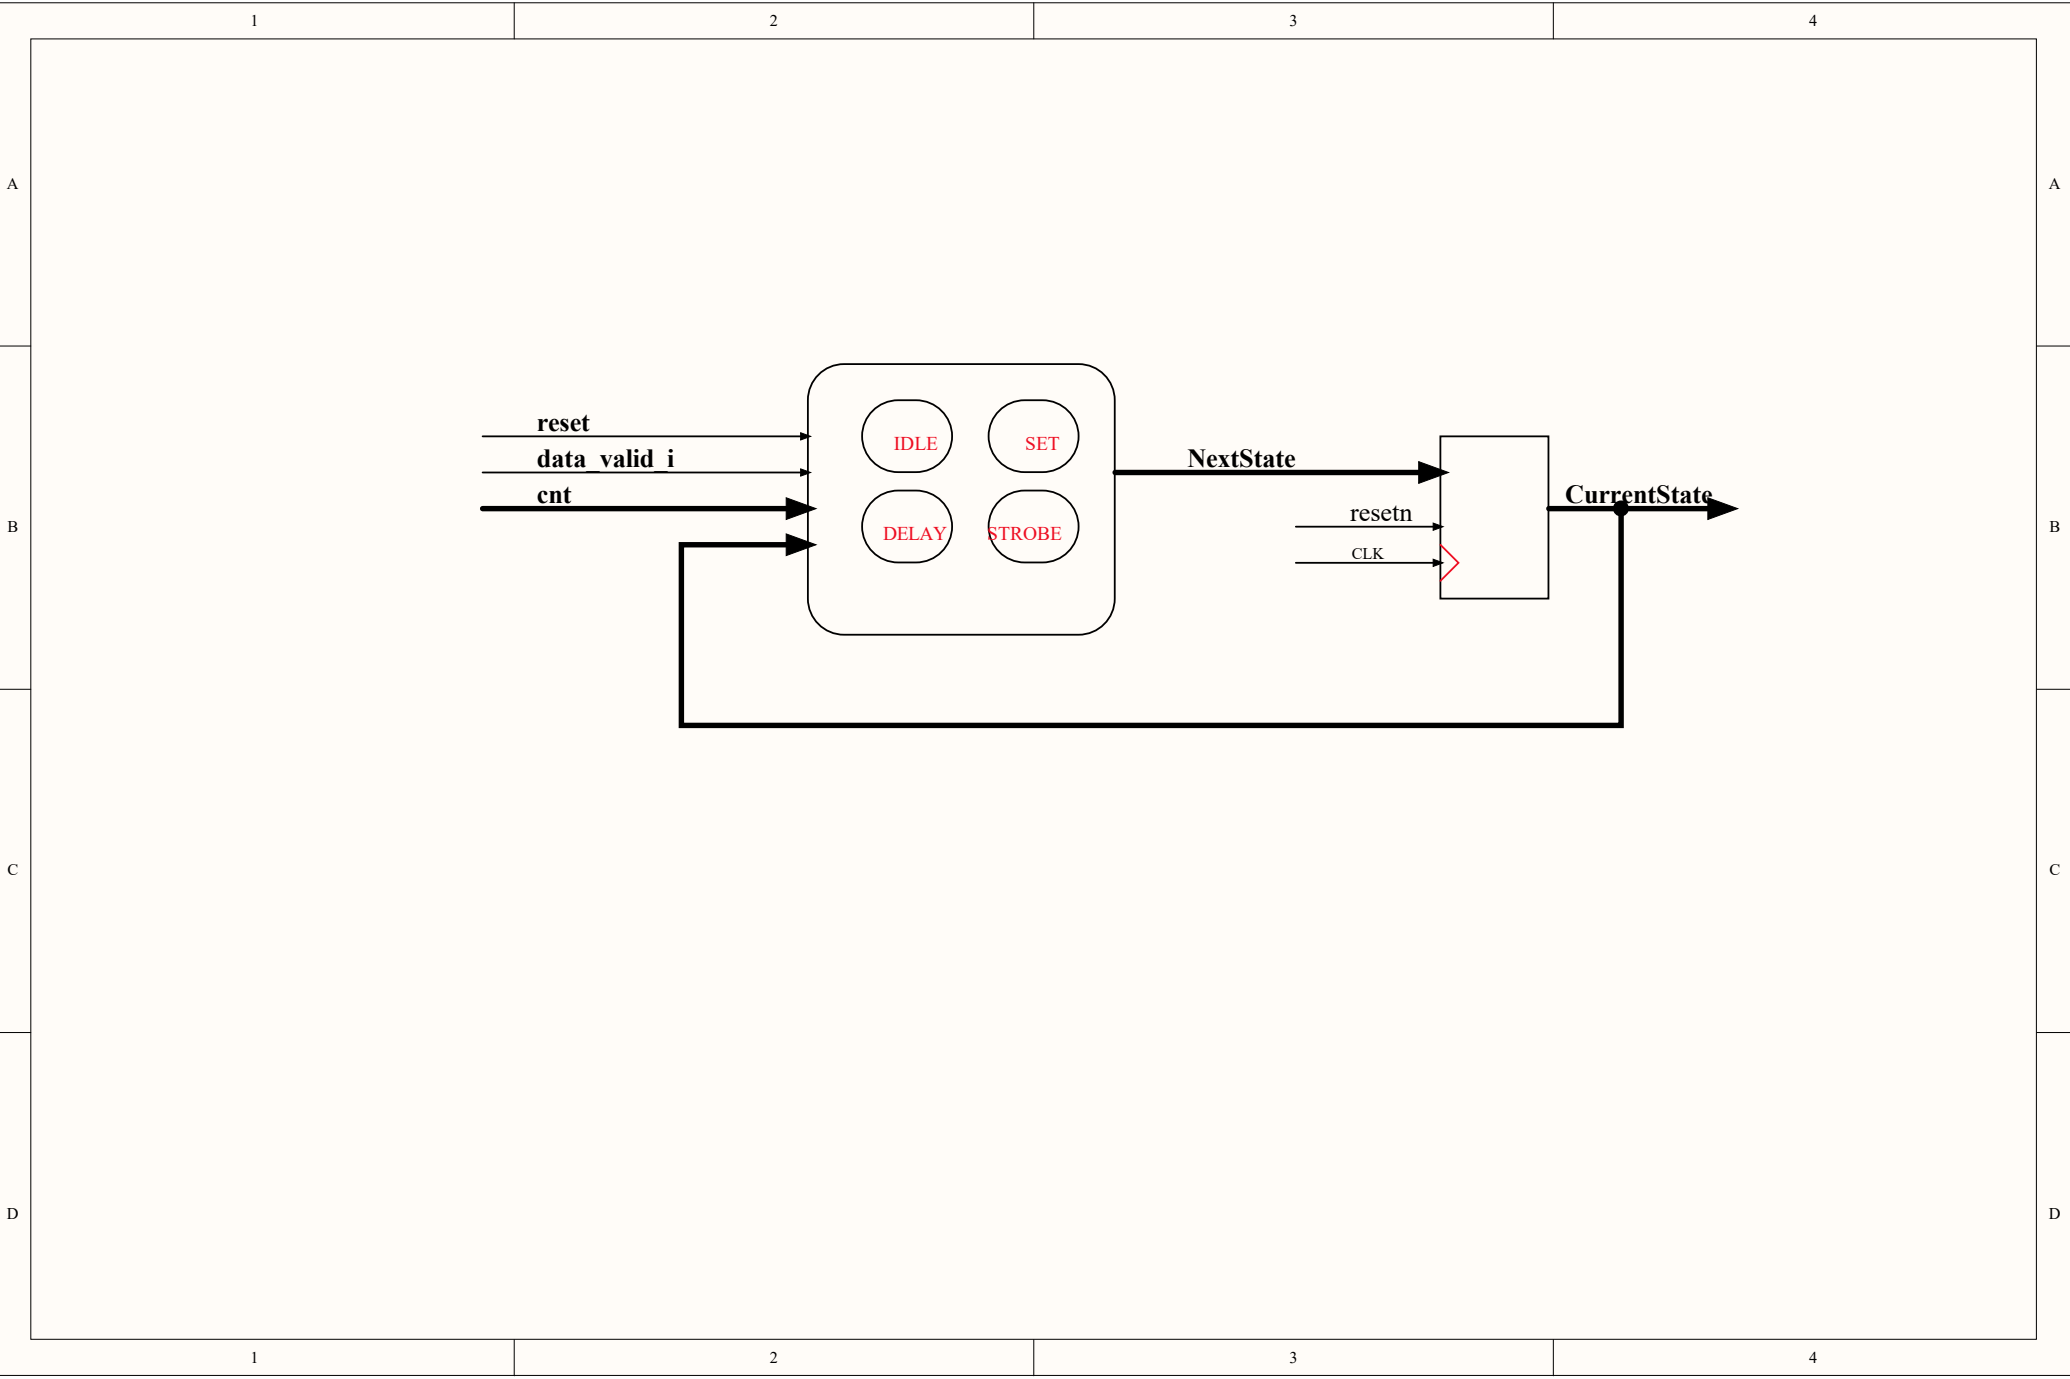 1 2 3 4
A A
reset
data_valid_i
cnt
IDLE SET
DELAY STROBE
NextState
resetn
CLK
CurrentState
B B
C C
D D
1 2 3 4